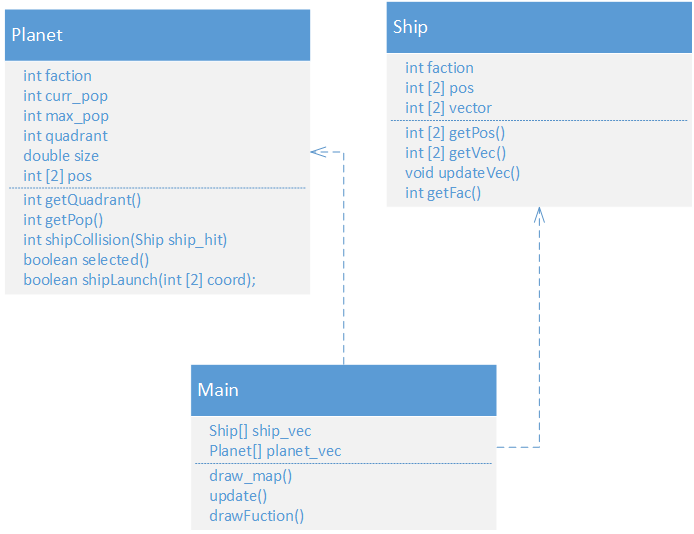 Planet
int faction
int curr_pop
int max_pop
int quadrant
double size
int [2] pos
int getQuadrant()
int getPop()
int shipCollision(Ship ship_hit)
boolean selected()
boolean shipLaunch(int [2] coord);
Ship
int faction
int [2] pos
int [2] vector
int [2] getPos()
int [2] getVec()
void updateVec()
int getFac()
Main
Ship[] ship_vec
Planet[] planet_vec
draw_map()
update()
drawFuction()